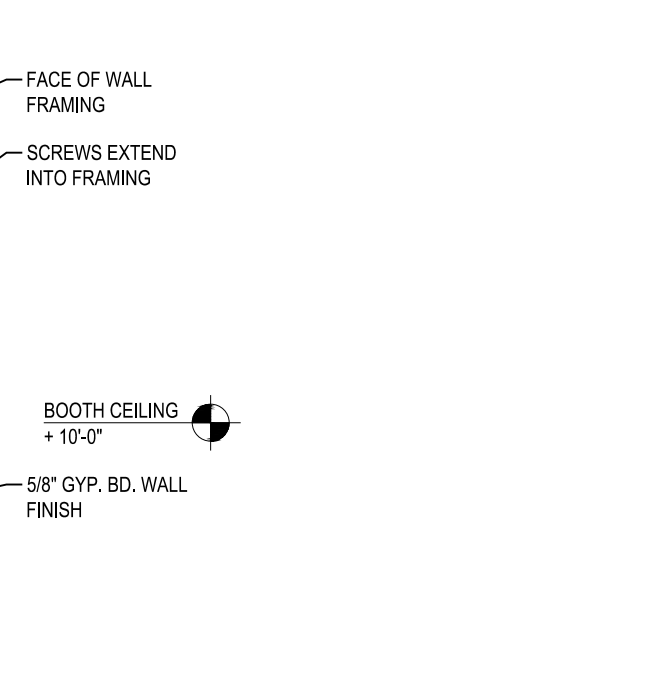 FACE OF WALL
FRAMING
SCREWS EXTEND
INTO FRAMING
BOOTH CEILING
+ 10'-0"
5/8" GYP. BD. WALL
FINISH